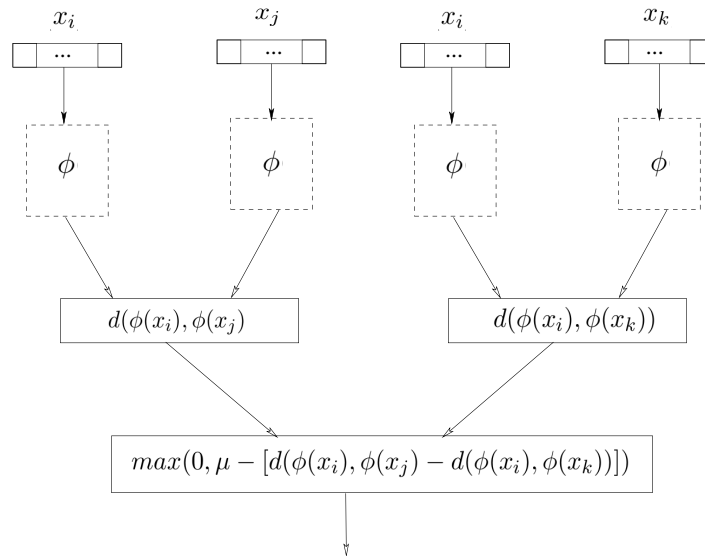 x_i x_j x_i x_k
... ... ... ...
ϕ ϕ ϕ ϕ
d(ϕ(x_i), ϕ(x_j) d(ϕ(x_i), ϕ(x_k))
max(0, μ − [d(ϕ(x_i), ϕ(x_j) − d(ϕ(x_i), ϕ(x_k))])